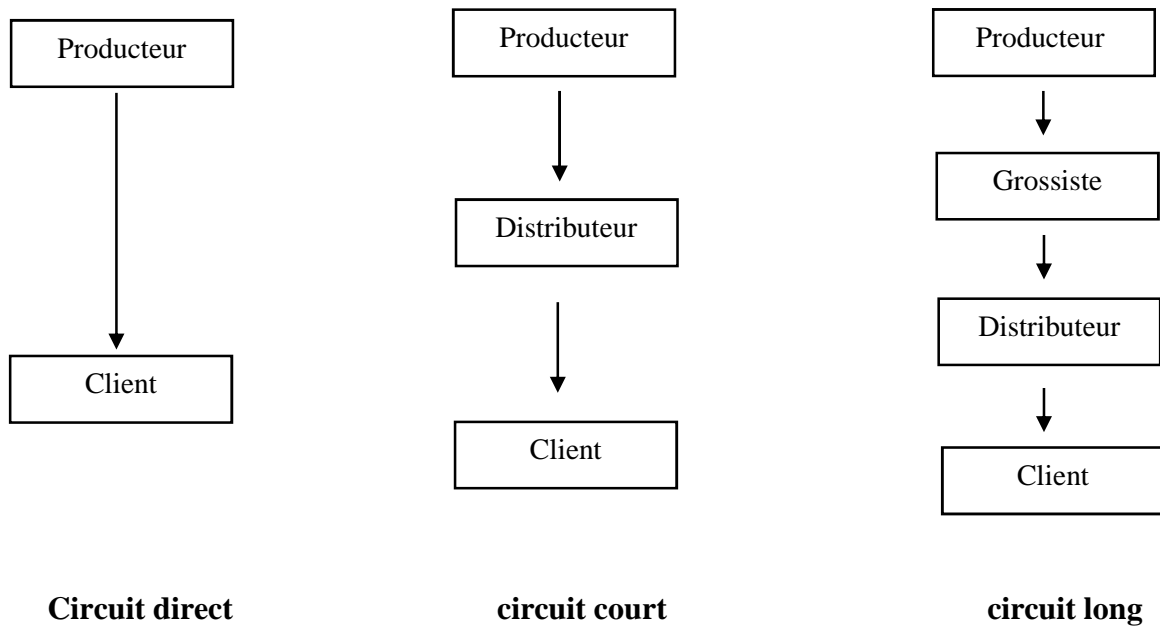 Producteur
Client
Circuit direct
Producteur
Distributeur
Client
circuit court
Producteur
Grossiste
Distributeur
Client
circuit long